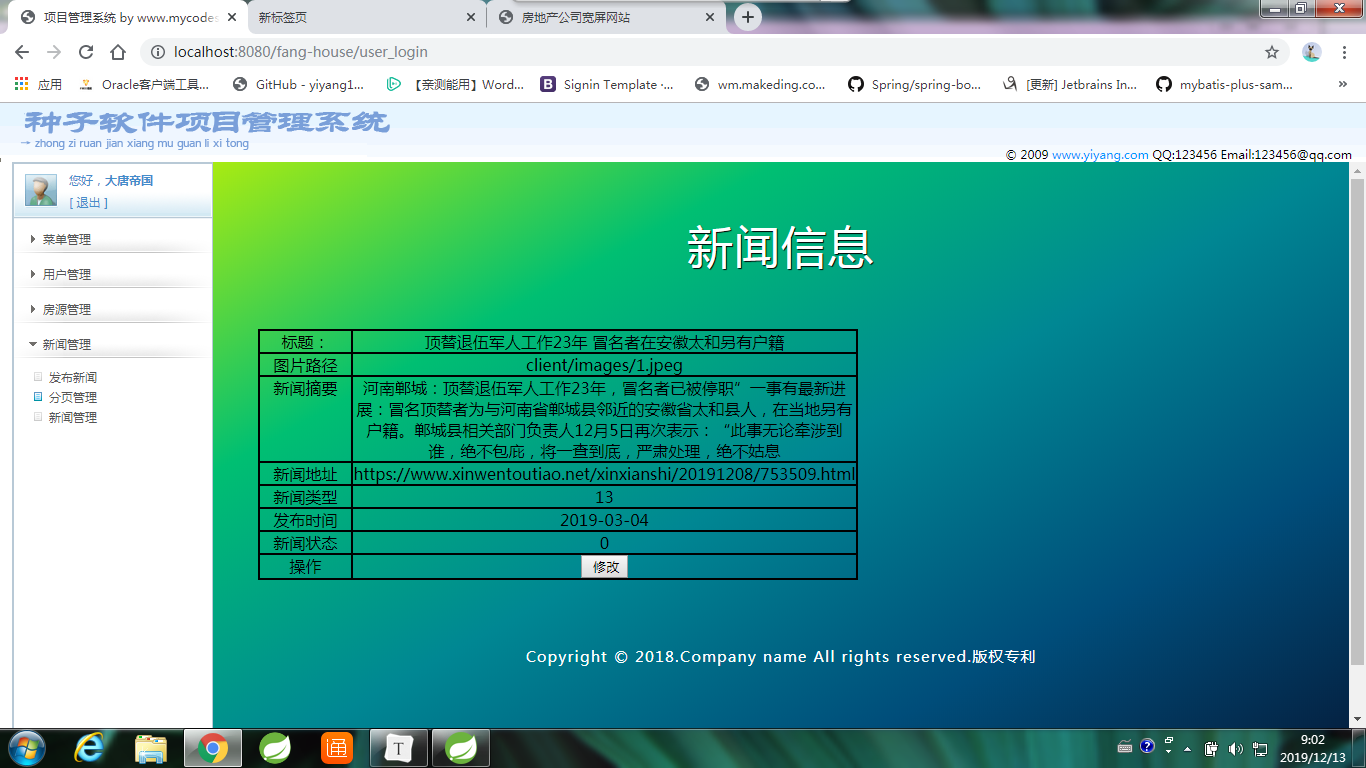 项目管理系统 by www.mycodes
新标签页
房地产公司宽屏网站
localhost:8080/fang-house/user_login
应用
Oracle客户端工具...
GitHub - yiyang1...
【亲测能用】Word...
Signin Template ·...
wm.makeding.co...
Spring/spring-bo...
[更新] Jetbrains In...
mybatis-plus-sam...
»
种子软件项目管理系统
→ zhong zi ruan jian xiang mu guan li xi tong
© 2009 www.yiyang.com QQ:123456 Email:123456@qq.com
您好，大唐帝国
[ 退出 ]
菜单管理
用户管理
房源管理
新闻管理
发布新闻
分页管理
新闻管理
新闻信息
标题： 顶替退伍军人工作23年 冒名者在安徽太和另有户籍
图片路径 client/images/1.jpeg
新闻摘要 河南郸城：顶替退伍军人工作23年，冒名者已被停职”一事有最新进
展：冒名顶替者为与河南省郸城县邻近的安徽省太和县人，在当地另有
户籍。郸城县相关部门负责人12月5日再次表示：“此事无论牵涉到
谁，绝不包庇，将一查到底，严肃处理，绝不姑息
新闻地址 https://www.xinwentoutiao.net/xinxianshi/20191208/753509.html
新闻类型 13
发布时间 2019-03-04
新闻状态 0
操作 修改
Copyright © 2018.Company name All rights reserved.版权专利
T
9:02
2019/12/13